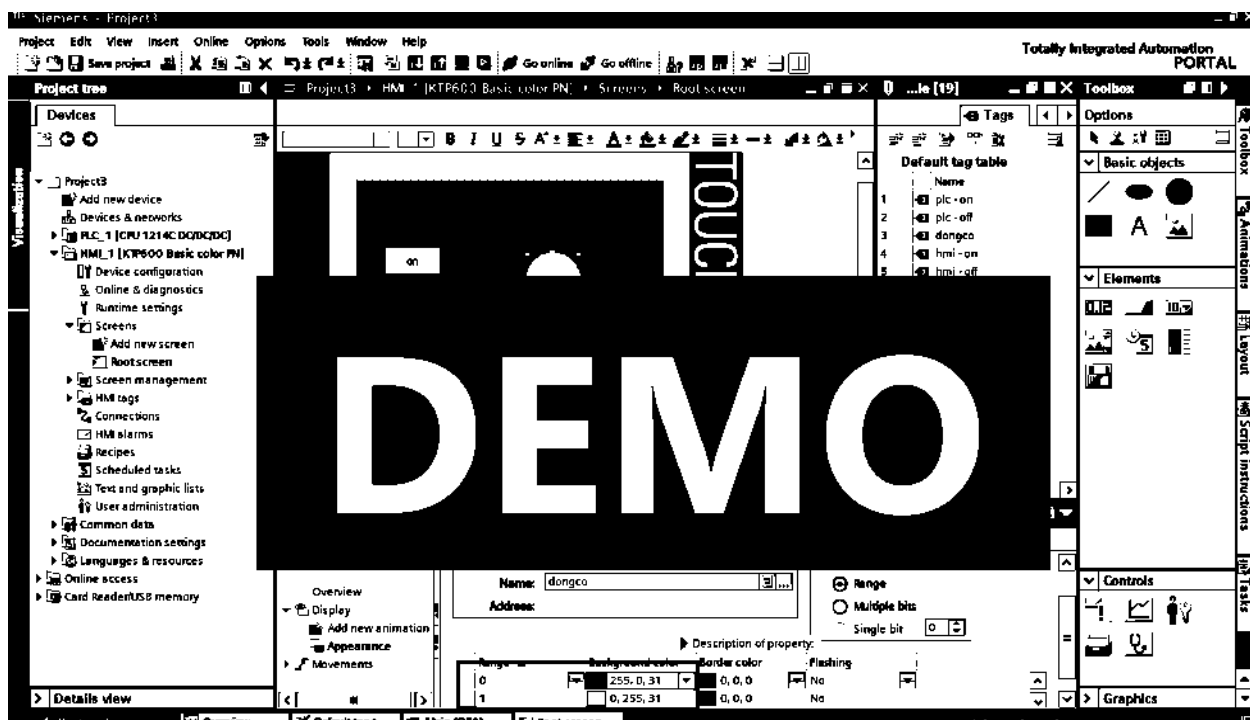 Siemens - Project3
Project Edit View Insert Online Options Tools Window Help
Totally Integrated Automation
PORTAL
Save project
Go online
Go offline
Project tree
Project3 HMI_1 [KTP600 Basic color PN] Screens Root screen
...le [19]
Toolbox
Devices
Tags
Options
B I U S
Default tag table
Basic objects
Project3
Name
Add new device
1 plc-on
Devices & networks
2 plc-off
PLC_1 [CPU 1214C DC/DC/DC]
3 dongco
HMI_1 [KTP600 Basic color PN]
on
4 hmi-on
Device configuration
5 hmi-off
Online & diagnostics
Elements
Runtime settings
Screens
Add new screen
Root screen
Screen management
HMI tags
Connections
HMI alarms
Recipes
Scheduled tasks
Text and graphic lists
User administration
Common data
Documentation settings
Languages & resources
Online access
Card Reader/USB memory
Visualization
DEMO
Toolbox
Animations
Layout
Script instructions
Tasks
Overview
Display
Add new animation
Appearance
Movements
Name: dongco
Address:
Range
Multiple bits
Single bit 0
Description of property:
Range Background color Border color Flashing
0 255, 0, 31 0, 0, 0 No
1 0, 255, 31 0, 0, 0 No
Controls
Details view
Graphics